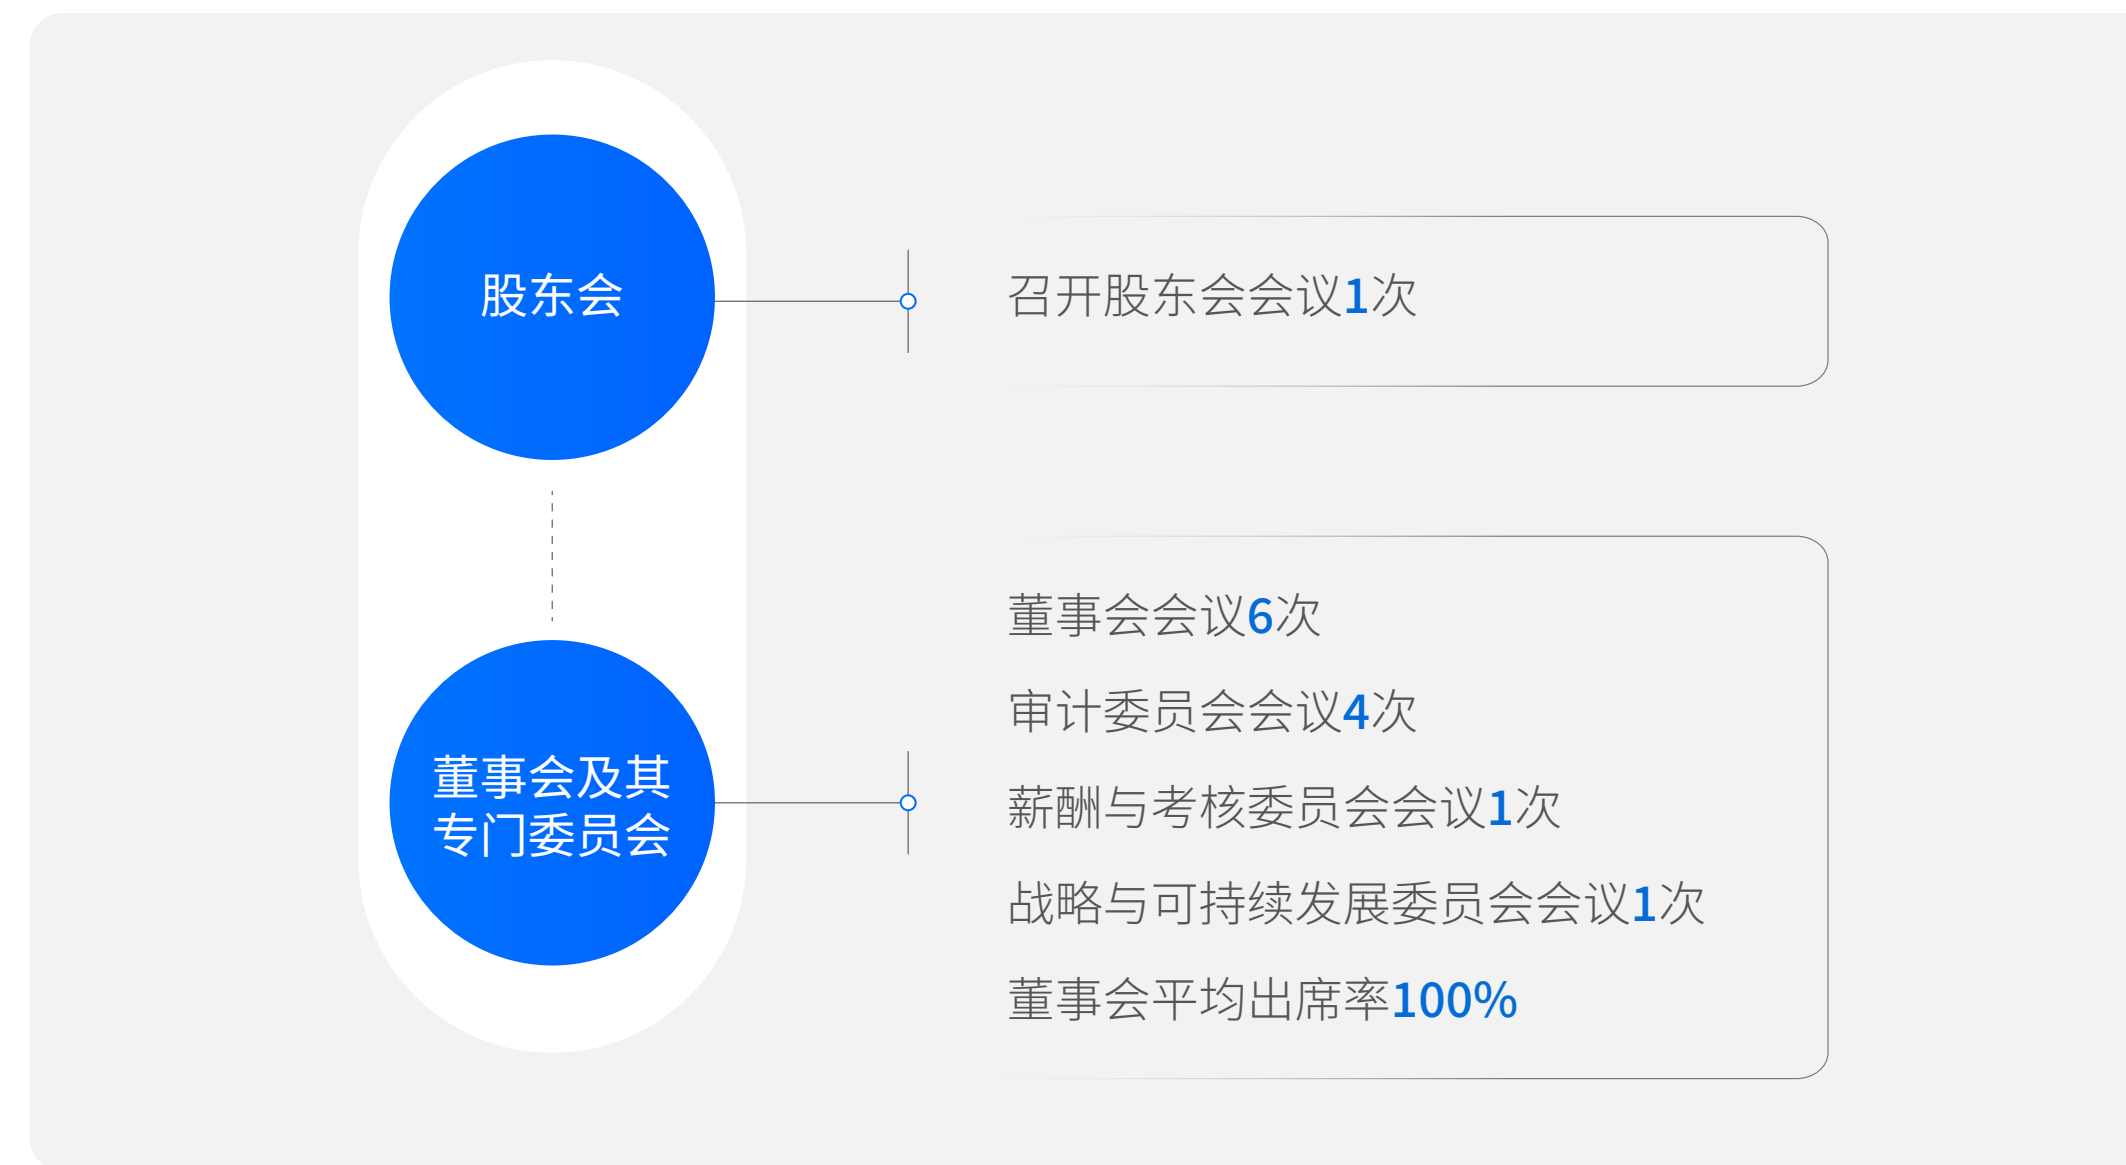 股东会
召开股东会会议1次
董事会及其
专门委员会
董事会会议6次
审计委员会会议4次
薪酬与考核委员会会议1次
战略与可持续发展委员会会议1次
董事会平均出席率100%